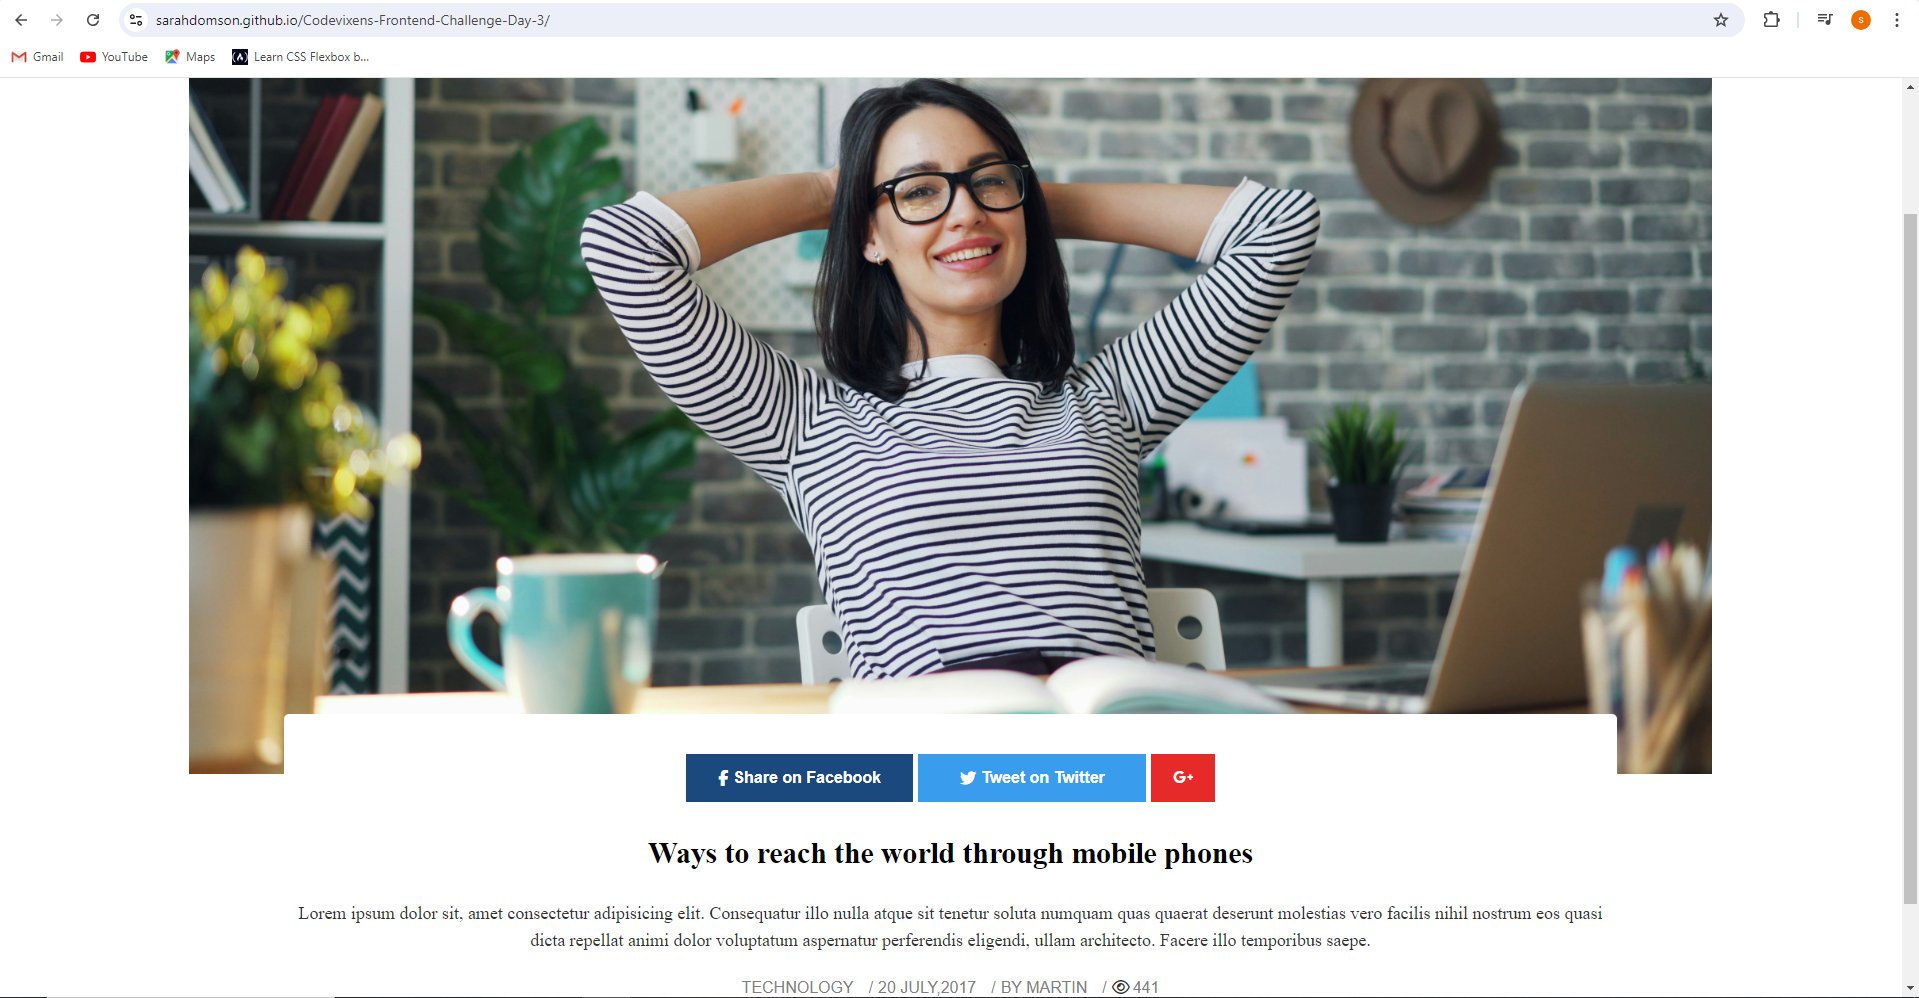 sarahdomson.github.io/Codevixens-Frontend-Challenge-Day-3/
S
Gmail YouTube Maps (A) Learn CSS Flexbox b...
Share on Facebook Tweet on Twitter G+
Ways to reach the world through mobile phones
Lorem ipsum dolor sit, amet consectetur adipisicing elit. Consequatur illo nulla atque sit tenetur soluta numquam quas quaerat deserunt molestias vero facilis nihil nostrum eos quasi
dicta repellat animi dolor voluptatum aspernatur perferendis eligendi, ullam architecto. Facere illo temporibus saepe.
TECHNOLOGY / 20 JULY,2017 / BY MARTIN / 441